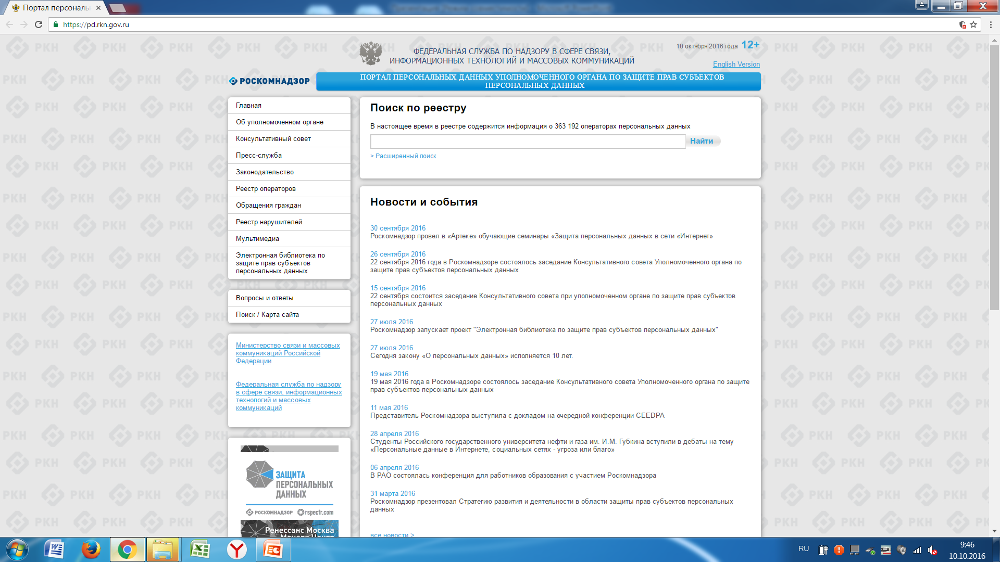 Портал персональн
https://pd.rkn.gov.ru
ФЕДЕРАЛЬНАЯ СЛУЖБА ПО НАДЗОРУ В СФЕРЕ СВЯЗИ,
ИНФОРМАЦИОННЫХ ТЕХНОЛОГИЙ И МАССОВЫХ КОММУНИКАЦИЙ
10 октября 2016 года 12+
English Version
РОСКОМНАДЗОР
ПОРТАЛ ПЕРСОНАЛЬНЫХ ДАННЫХ УПОЛНОМОЧЕННОГО ОРГАНА ПО ЗАЩИТЕ ПРАВ СУБЪЕКТОВ
ПЕРСОНАЛЬНЫХ ДАННЫХ
Главная
Об уполномоченном органе
Консультативный совет
Пресс-служба
Законодательство
Реестр операторов
Обращения граждан
Реестр нарушителей
Мультимедиа
Электронная библиотека по
защите прав субъектов
персональных данных
Вопросы и ответы
Поиск / Карта сайта
Министерство связи и массовых
коммуникаций Российской
Федерации
Федеральная служба по надзору
в сфере связи, информационных
технологий и массовых
коммуникаций
ЗАЩИТА
ПЕРСОНАЛЬНЫХ
ДАННЫХ
РОСКОМНАДЗОР rspectr.com
Ренессанс Москва
Монарх Центр
Поиск по реестру
В настоящее время в реестре содержится информация о 363 192 операторах персональных данных
Найти
> Расширенный поиск
Новости и события
30 сентября 2016
Роскомнадзор провел в «Артеке» обучающие семинары «Защита персональных данных в сети «Интернет»
26 сентября 2016
22 сентября 2016 года в Роскомнадзоре состоялось заседание Консультативного совета Уполномоченного органа по
защите прав субъектов персональных данных
15 сентября 2016
22 сентября состоится заседание Консультативного совета при уполномоченном органе по защите прав субъектов
персональных данных
27 июля 2016
Роскомнадзор запускает проект "Электронная библиотека по защите прав субъектов персональных данных"
27 июля 2016
Сегодня закону «О персональных данных» исполняется 10 лет.
19 мая 2016
19 мая 2016 года в Роскомнадзоре состоялось заседание Консультативного совета Уполномоченного органа по защите
прав субъектов персональных данных
11 мая 2016
Представитель Роскомнадзора выступила с докладом на очередной конференции CEEDPA
28 апреля 2016
Студенты Российского государственного университета нефти и газа им. И.М. Губкина вступили в дебаты на тему
«Персональные данные в Интернете, социальных сетях - угроза или благо»
06 апреля 2016
В РАО состоялась конференция для работников образования с участием Роскомнадзора
31 марта 2016
Роскомнадзор презентовал Стратегию развития и деятельности в области защиты прав субъектов персональных
данных
все новости >
RU
9:46
10.10.2016